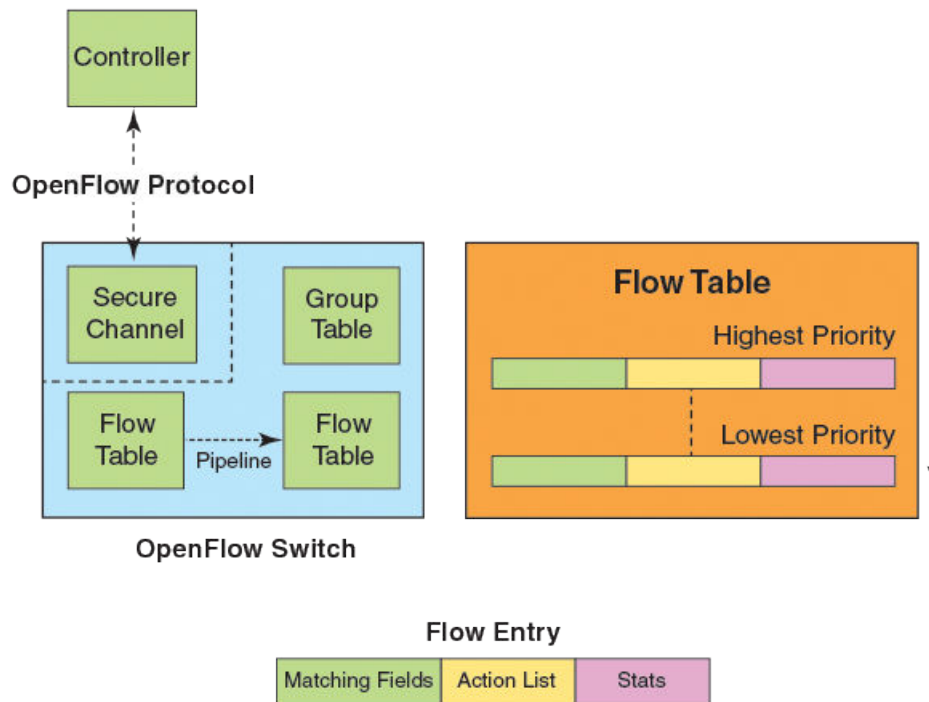 Controller
OpenFlow Protocol
Secure
Channel
Group
Table
Flow
Table
Pipeline
Flow
Table
OpenFlow Switch
Flow Table
Highest Priority
Lowest Priority
Flow Entry
Matching Fields
Action List
Stats